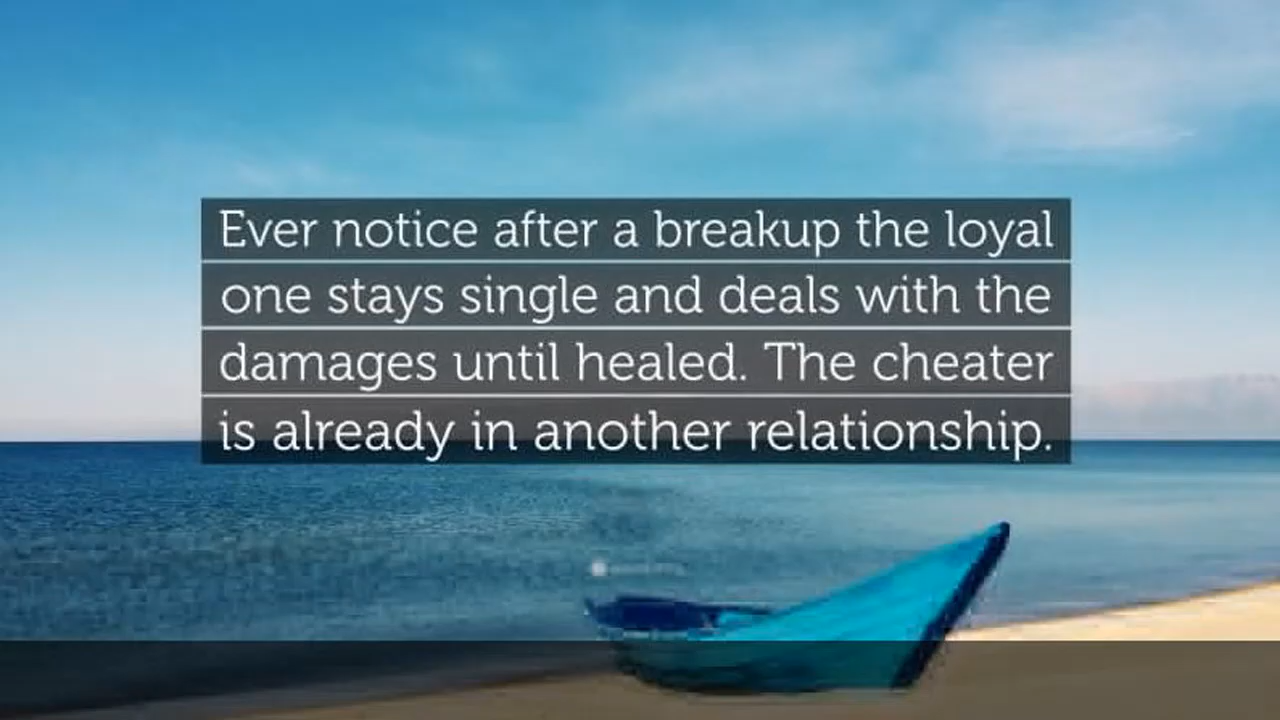 Ever notice after a breakup the loyal
one stays single and deals with the
damages until healed. The cheater
is already in another relationship.